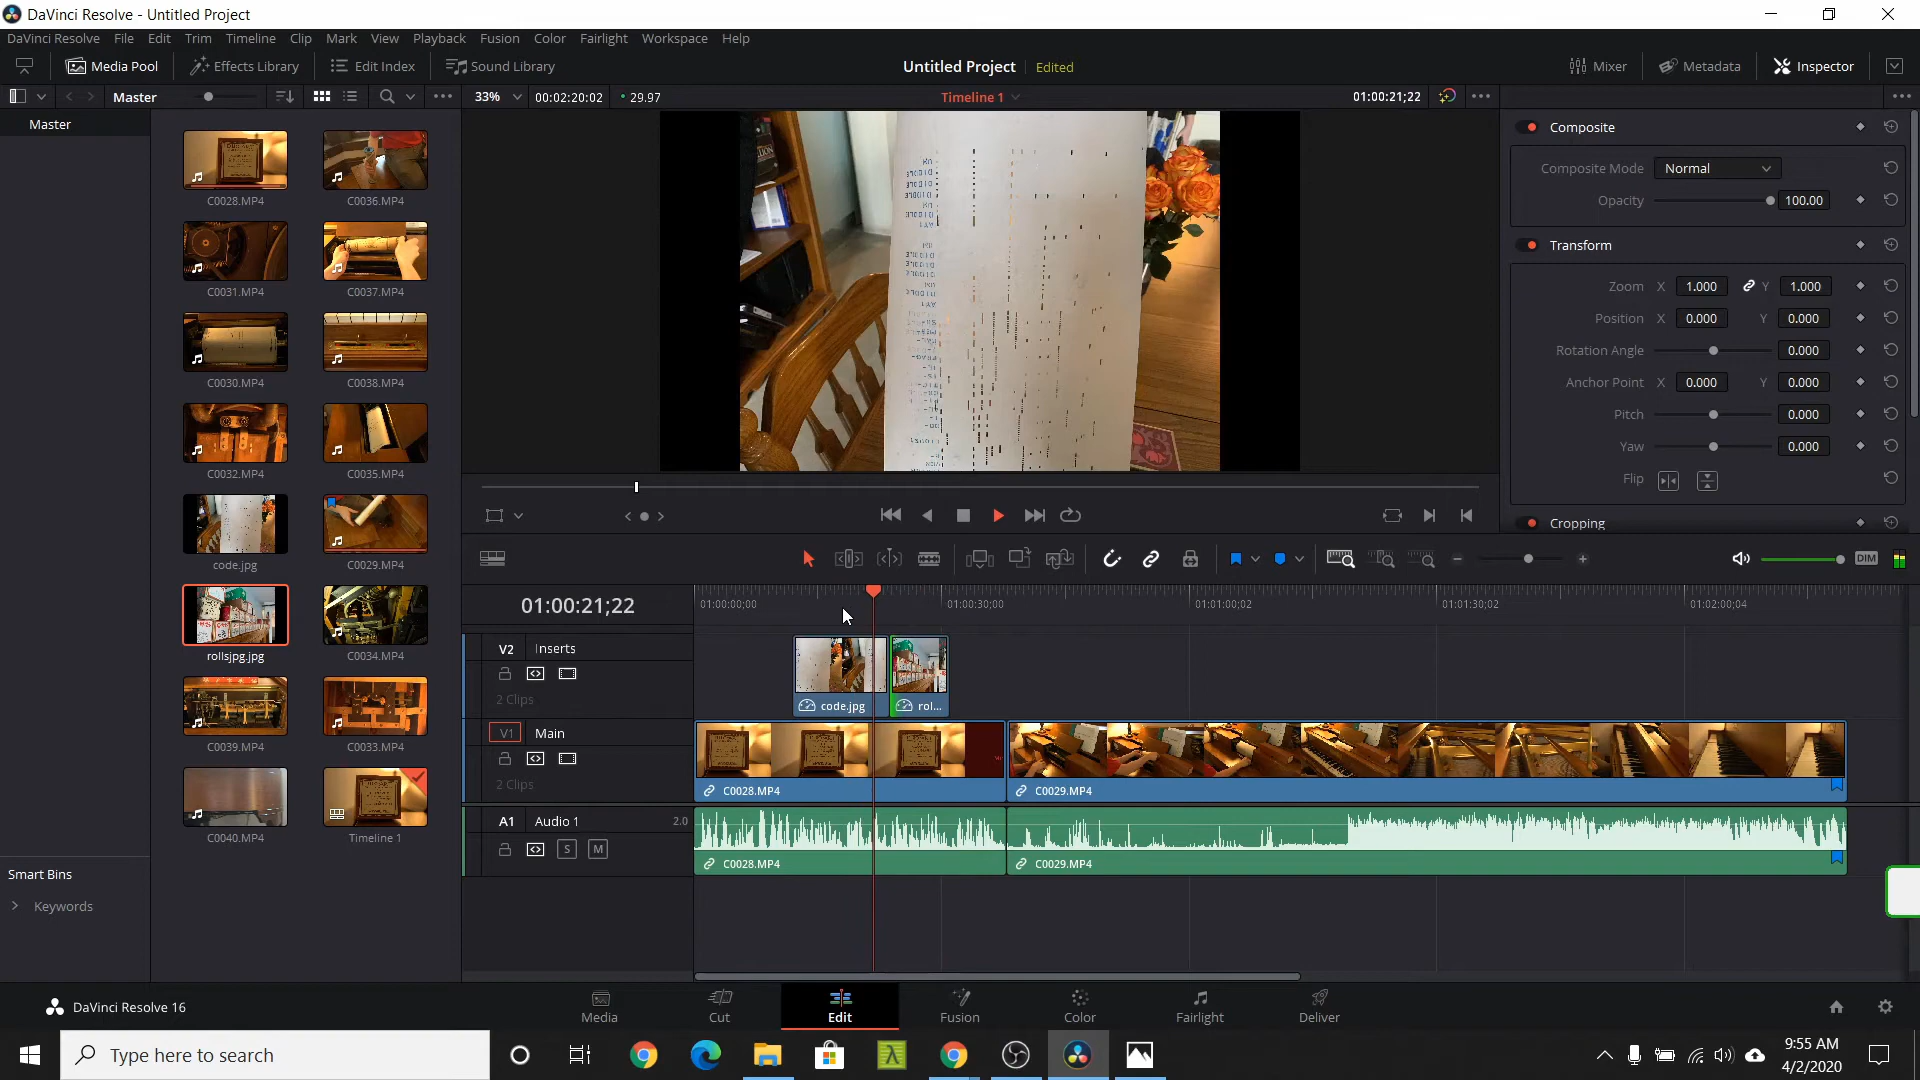 DaVinci Resolve - Untitled Project
DaVinci Resolve File Edit Trim Timeline Clip Mark View Playback Fusion Color Fairlight Workspace Help
Media Pool Effects Library Edit Index Sound Library Untitled Project Edited Mixer Metadata Inspector
Master 33% 00:02:20:02 29.97 Timeline 1 01:00:21;22
Master
C0028.MP4 C0036.MP4
C0031.MP4 C0037.MP4
C0030.MP4 C0038.MP4
C0032.MP4 C0035.MP4
code.jpg C0029.MP4
rollsjpg.jpg C0034.MP4
C0039.MP4 C0033.MP4
C0040.MP4 Timeline 1
Smart Bins
Keywords
Composite
Composite Mode Normal
Opacity 100.00
Transform
Zoom X 1.000 Y 1.000
Position X 0.000 Y 0.000
Rotation Angle 0.000
Anchor Point X 0.000 Y 0.000
Pitch 0.000
Yaw 0.000
Flip
Cropping
DIM
01:00:21;22 01:00:00;00 01:00:30;00 01:01:00;02 01:01:30;02 01:02:00;04
V2 Inserts
2 Clips
code.jpg rol...
V1 Main
2 Clips
C0028.MP4 C0029.MP4
A1 Audio 1 2.0
S M
C0028.MP4 C0029.MP4
DaVinci Resolve 16 Media Cut Edit Fusion Color Fairlight Deliver
Type here to search
9:55 AM
4/2/2020